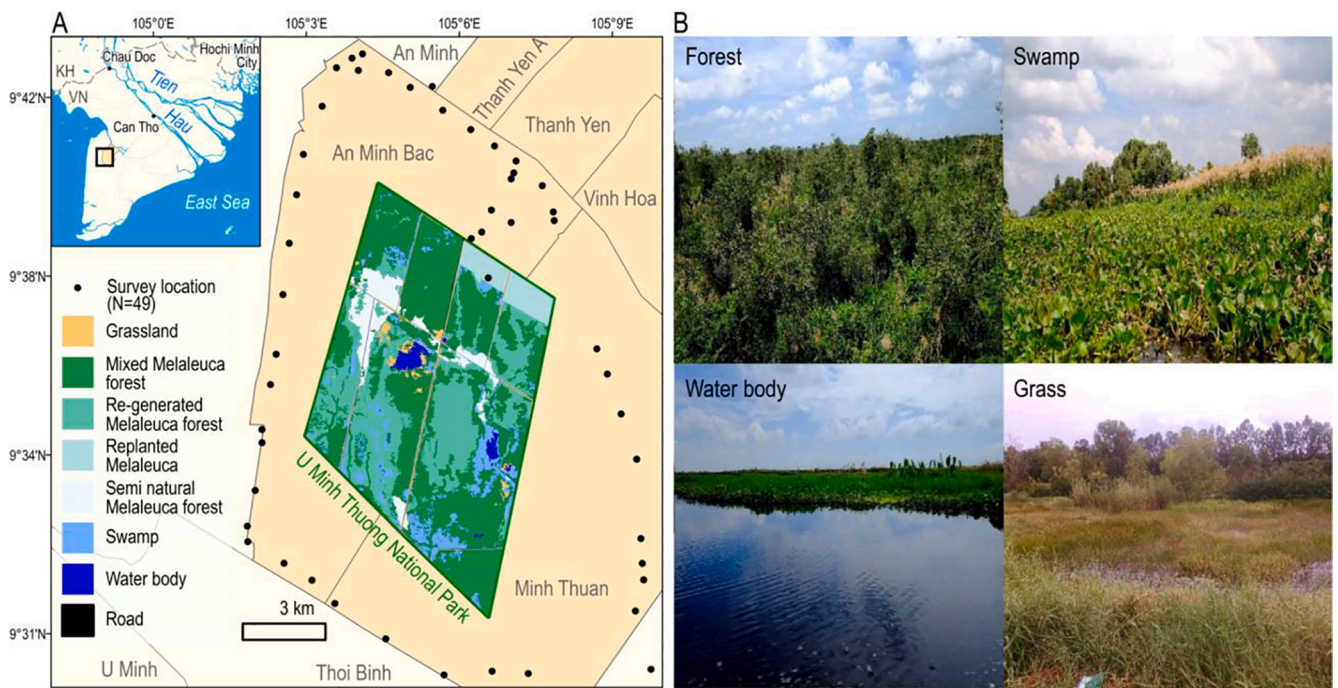 A
105°0'E
105°3'E
105°6'E
105°9'E
9°42'N
9°38'N
9°34'N
9°31'N
KH
VN
Chau Doc
Hochi Minh
City
Tien
Hau
Can Tho
East Sea
An Minh
Thanh Yen A
Thanh Yen
An Minh Bac
Vinh Hoa
Survey location
(N=49)
Grassland
Mixed Melaleuca
forest
Re-generated
Melaleuca forest
Replanted
Melaleuca
Semi natural
Melaleuca forest
Swamp
Water body
Road
U Minh Thuong National Park
Minh Thuan
3 km
U Minh
Thoi Binh
B
Forest
Swamp
Water body
Grass